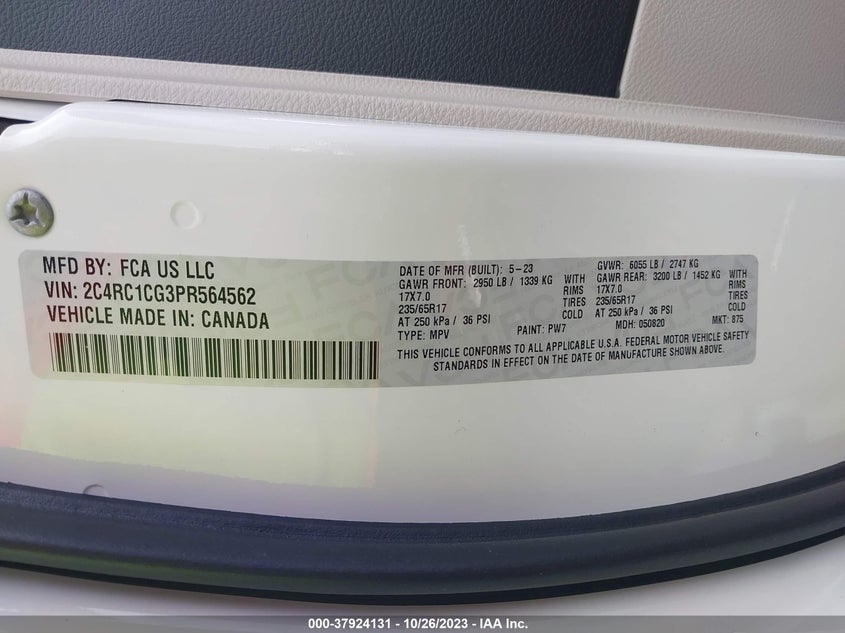 MFD BY: FCA US LLC
VIN: 2C4RC1CG3PR564562
VEHICLE MADE IN: CANADA
DATE OF MFR (BUILT): 5-23
GAWR FRONT: 2950 LB / 1339 KG WITH
17X7.0 RIMS
235/65R17 TIRES
AT 250 kPa / 36 PSI COLD
TYPE: MPV PAINT: PW7
GVWR: 6055 LB / 2747 KG
GAWR REAR: 3200 LB / 1452 KG WITH
17X7.0 RIMS
235/65R17 TIRES
AT 250 kPa / 36 PSI COLD
MDH: 050820 MKT: 875
THIS VEHICLE CONFORMS TO ALL APPLICABLE U.S.A. FEDERAL MOTOR VEHICLE SAFETY
STANDARDS IN EFFECT ON THE DATE OF MANUFACTURE SHOWN ABOVE.
000-37924131 - 10/26/2023 - IAA Inc.